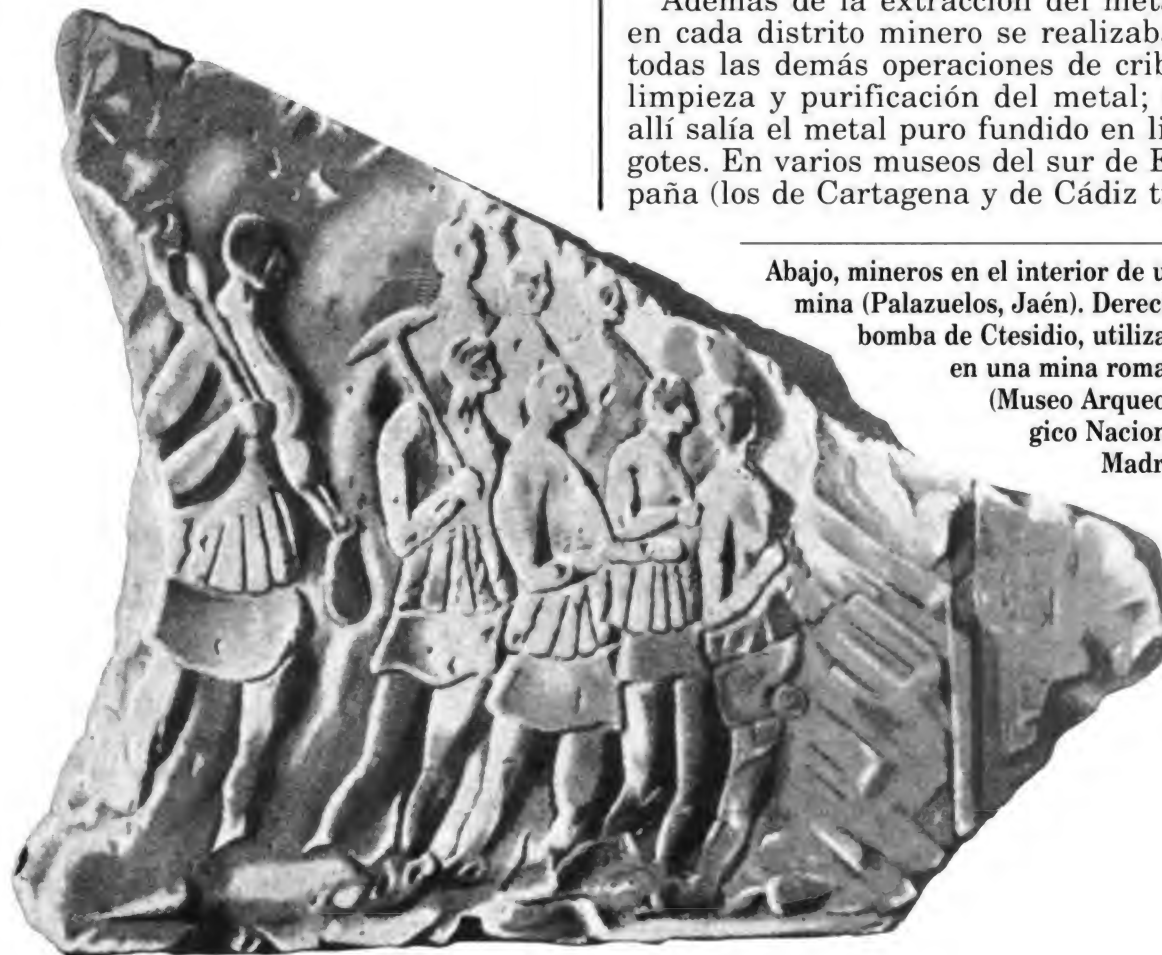 Además de la extracción del meta
en cada distrito minero se realizaba
todas las demás operaciones de crib
limpieza y purificación del metal;
allí salía el metal puro fundido en li
gotes. En varios museos del sur de E
paña (los de Cartagena y de Cádiz t
Abajo, mineros en el interior de u
mina (Palazuelos, Jaén). Derec
bomba de Ctesidio, utiliza
en una mina roma
(Museo Arqueo
gico Nacion
Madr